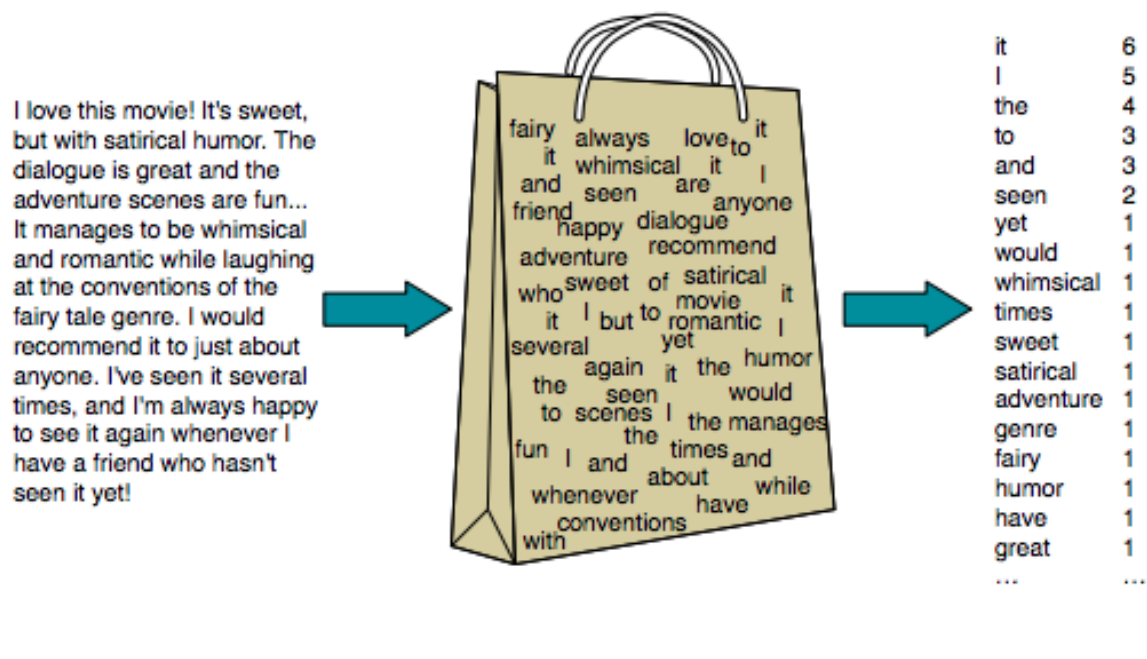 I love this movie! It's sweet,
but with satirical humor. The
dialogue is great and the
adventure scenes are fun...
It manages to be whimsical
and romantic while laughing
at the conventions of the
fairy tale genre. I would
recommend it to just about
anyone. I've seen it several
times, and I'm always happy
to see it again whenever I
have a friend who hasn't
seen it yet!
fairy always love to it
it whimsical it I
and seen are anyone
friend happy dialogue
adventure recommend
who sweet of satirical
it I but to movie it
romantic I
several yet
again it the humor
the seen would
to scenes I the manages
fun the times and
I and about while
whenever have
conventions
with
it 6
I 5
the 4
to 3
and 3
seen 2
yet 1
would 1
whimsical 1
times 1
sweet 1
satirical 1
adventure 1
genre 1
fairy 1
humor 1
have 1
great 1
... ...